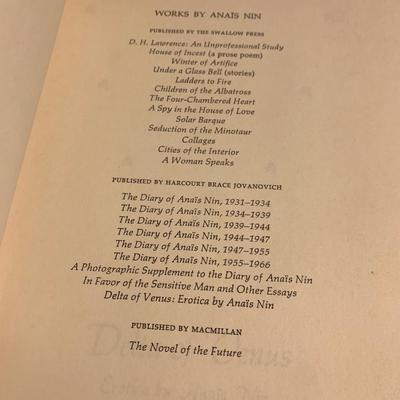 WORKS BY ANAÏS NIN
PUBLISHED BY THE SWALLOW PRESS
D. H. Lawrence: An Unprofessional Study
House of Incest (a prose poem)
Winter of Artifice
Under a Glass Bell (stories)
Ladders to Fire
Children of the Albatross
The Four-Chambered Heart
A Spy in the House of Love
Solar Barque
Seduction of the Minotaur
Collages
Cities of the Interior
A Woman Speaks
PUBLISHED BY HARCOURT BRACE JOVANOVICH
The Diary of Anaïs Nin, 1931–1934
The Diary of Anaïs Nin, 1934–1939
The Diary of Anaïs Nin, 1939–1944
The Diary of Anaïs Nin, 1944–1947
The Diary of Anaïs Nin, 1947–1955
The Diary of Anaïs Nin, 1955–1966
A Photographic Supplement to the Diary of Anaïs Nin
In Favor of the Sensitive Man and Other Essays
Delta of Venus: Erotica by Anaïs Nin
PUBLISHED BY MACMILLAN
The Novel of the Future